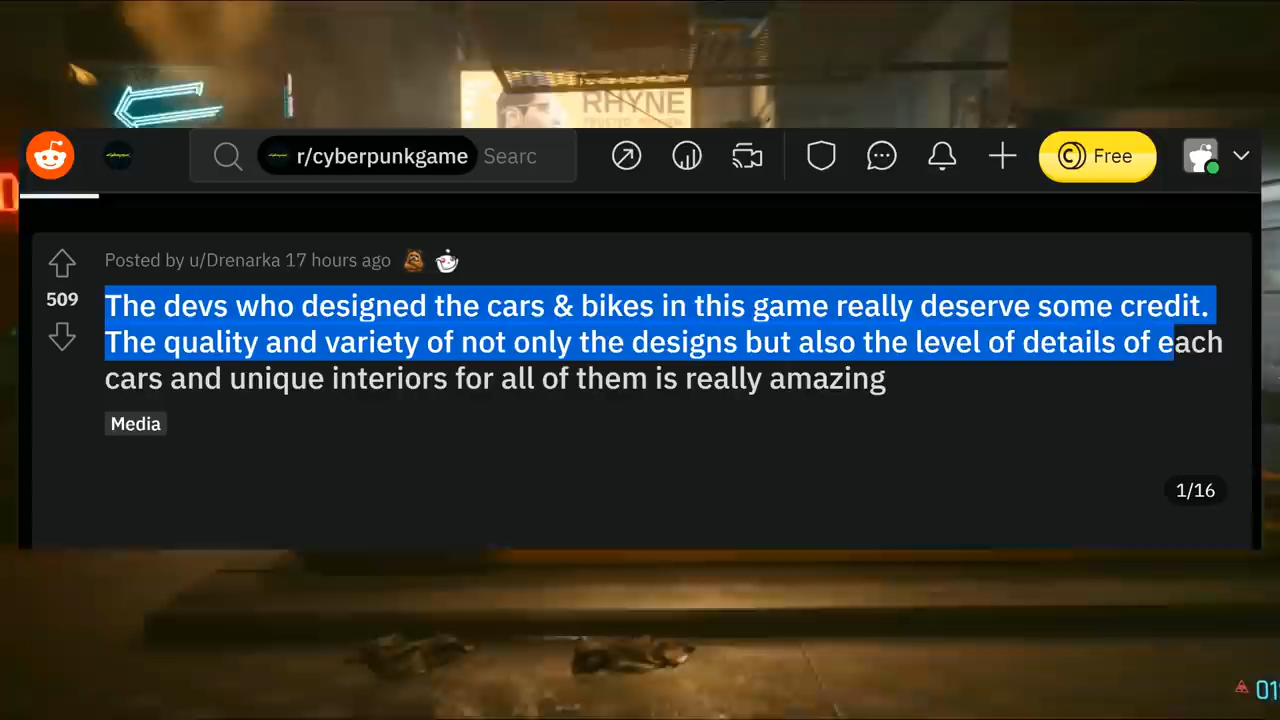 RHYNE
r/cyberpunkgame Searc
Free
Posted by u/Drenarka 17 hours ago
509
The devs who designed the cars & bikes in this game really deserve some credit.
The quality and variety of not only the designs but also the level of details of each
cars and unique interiors for all of them is really amazing
Media
1/16